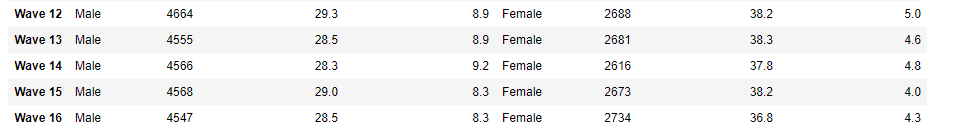 Wave 12 Male 4664 29.3 8.9 Female 2688 38.2 5.0
Wave 13 Male 4555 28.5 8.9 Female 2681 38.3 4.6
Wave 14 Male 4566 28.3 9.2 Female 2616 37.8 4.8
Wave 15 Male 4568 29.0 8.3 Female 2673 38.2 4.0
Wave 16 Male 4547 28.5 8.3 Female 2734 36.8 4.3